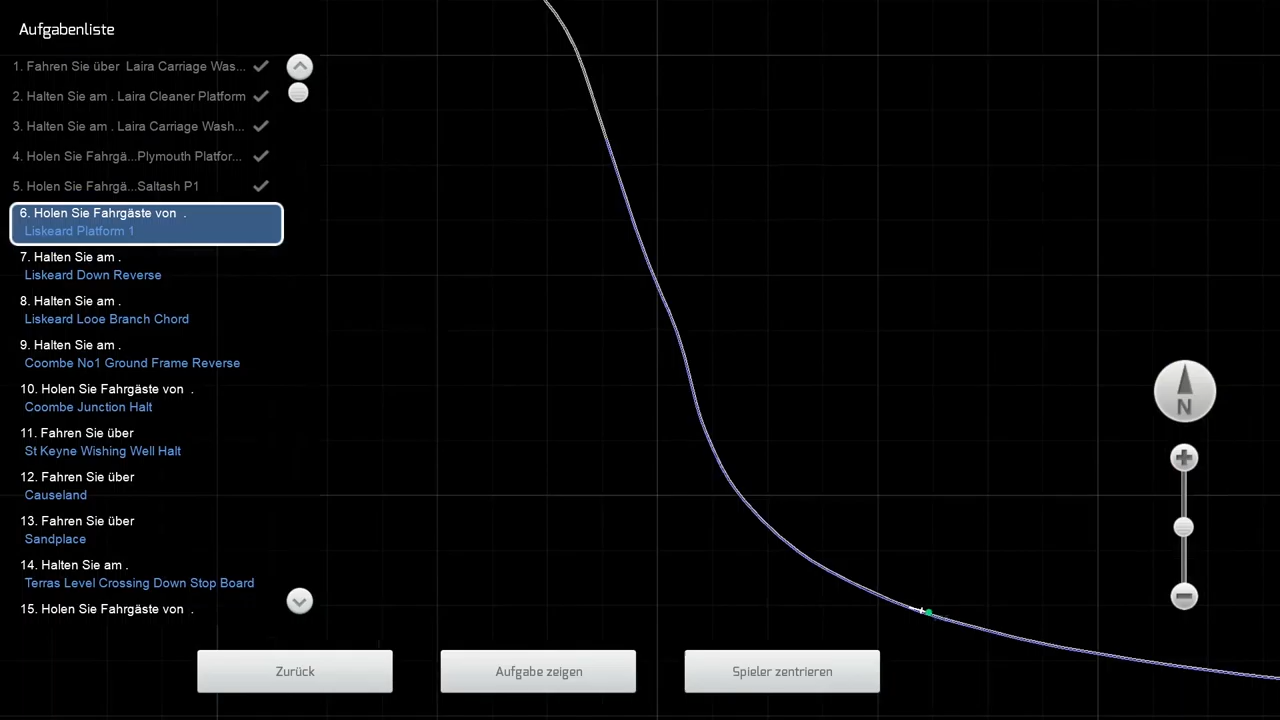 Aufgabenliste
1. Fahren Sie über  Laira Carriage Was...
2. Halten Sie am . Laira Cleaner Platform
3. Halten Sie am . Laira Carriage Wash...
4. Holen Sie Fahrgä...Plymouth Platfor...
5. Holen Sie Fahrgä...Saltash P1
6. Holen Sie Fahrgäste von  .
Liskeard Platform 1
7. Halten Sie am .
Liskeard Down Reverse
8. Halten Sie am .
Liskeard Looe Branch Chord
9. Halten Sie am .
Coombe No1 Ground Frame Reverse
10. Holen Sie Fahrgäste von  .
Coombe Junction Halt
11. Fahren Sie über
St Keyne Wishing Well Halt
12. Fahren Sie über
Causeland
13. Fahren Sie über
Sandplace
14. Halten Sie am .
Terras Level Crossing Down Stop Board
15. Holen Sie Fahrgäste von  .
N
Zurück
Aufgabe zeigen
Spieler zentrieren